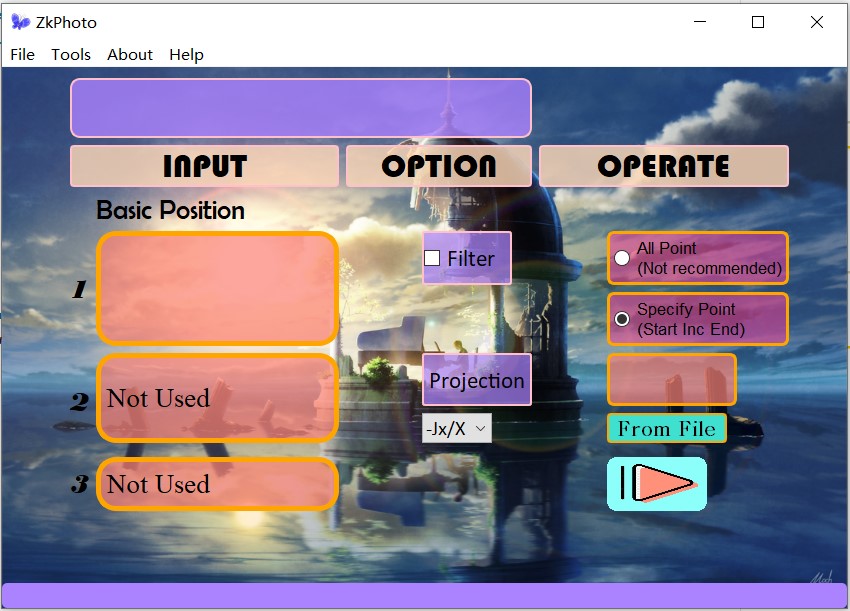 ZkPhoto
File Tools About Help
INPUT OPTION OPERATE
Basic Position
1
Filter
All Point
(Not recommended)
Specify Point
(Start Inc End)
2
Not Used
Projection
-Jx/X
From File
3
Not Used